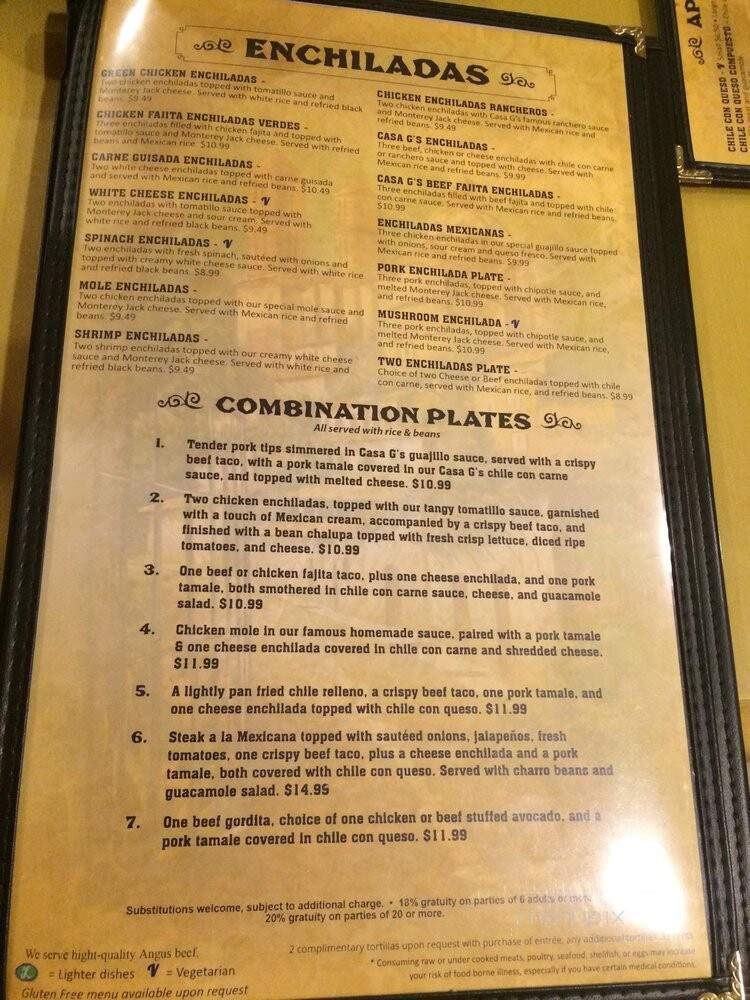 ENCHILADAS
GREEN CHICKEN ENCHILADAS -
Two chicken enchiladas topped with tomatillo sauce and
Monterey Jack cheese. Served with white rice and refried black
beans. $9.49
CHICKEN FAJITA ENCHILADAS VERDES -
Three enchiladas filled with chicken fajita and topped with
tomatillo sauce and Monterey Jack cheese. Served with refried
beans and Mexican rice $10.99
CARNE GUISADA ENCHILADAS -
Two white cheese enchiladas topped with carne guisada
and served with Mexican rice and refried beans. $10.49
WHITE CHEESE ENCHILADAS - V
Two enchiladas with tomatillo sauce topped with
Monterey Jack cheese and sour cream. Served with
white rice and refried black beans. $9.49
SPINACH ENCHILADAS - V
Two enchiladas with fresh spinach, sautéed with onions and
topped with creamy white cheese sauce. Served with white rice
and refried black beans. $8.99
MOLE ENCHILADAS -
Two chicken enchiladas topped with our special mole sauce and
Monterey Jack cheese. Served with Mexican rice and refried
beans. $9.49
SHRIMP ENCHILADAS -
Two shrimp enchiladas topped with our creamy white cheese
sauce and Monterey Jack cheese. Served with white rice and
refried black beans. $9.49
CHICKEN ENCHILADAS RANCHEROS -
Two chicken enchiladas with Casa G's famous ranchero sauce
and Monterey Jack cheese. Served with Mexican rice and
refried beans. $9.49
CASA G'S ENCHILADAS -
Three beef, chicken or cheese enchiladas with chile con carne
or ranchero sauce and topped with cheese. Served with
Mexican rice and refried beans. $9.99
CASA G'S BEEF FAJITA ENCHILADAS -
Three enchiladas filled with beef fajita and topped with chile
con carne sauce. Served with Mexican rice and refried beans.
$10.99
ENCHILADAS MEXICANAS -
Three chicken enchiladas in our special guajillo sauce topped
with onions, sour cream and queso fresco. Served with
Mexican rice and refried beans. $9.99
PORK ENCHILADA PLATE -
Three pork enchiladas, topped with chipotle sauce, and
melted Monterey Jack cheese. Served with Mexican rice,
and refried beans. $10.99
MUSHROOM ENCHILADA - V
Three pork enchiladas, topped with chipotle sauce, and
melted Monterey Jack cheese. Served with Mexican rice,
and refried beans. $10.99
TWO ENCHILADAS PLATE -
Choice of two Cheese or Beef enchiladas topped with chile
con carne, served with Mexican rice, and refried beans. $8.99
COMBINATION PLATES
All served with rice & beans
1. Tender pork tips simmered in Casa G's guajillo sauce, served with a crispy
beef taco, with a pork tamale covered in our Casa G's chile con carne
sauce, and topped with melted cheese. $10.99
2. Two chicken enchiladas, topped with our tangy tomatillo sauce, garnished
with a touch of Mexican cream, accompanied by a crispy beef taco, and
finished with a bean chalupa topped with fresh crisp lettuce, diced ripe
tomatoes, and cheese. $10.99
3. One beef or chicken fajita taco, plus one cheese enchilada, and one pork
tamale, both smothered in chile con carne sauce, cheese, and guacamole
salad. $10.99
4. Chicken mole in our famous homemade sauce, paired with a pork tamale
& one cheese enchilada covered in chile con carne and shredded cheese.
$11.99
5. A lightly pan fried chile relleno, a crispy beef taco, one pork tamale, and
one cheese enchilada topped with chile con queso. $11.99
6. Steak a la Mexicana topped with sautéed onions, jalapeños, fresh
tomatoes, one crispy beef taco, plus a cheese enchilada and a pork
tamale, both covered with chile con queso. Served with charro beans and
guacamole salad. $14.95
7. One beef gordita, choice of one chicken or beef stuffed avocado, and a
pork tamale covered in chile con queso. $11.99
Substitutions welcome, subject to additional charge. • 18% gratuity on parties of 6 adults or more
20% gratuity on parties of 20 or more.
We serve hight-quality Angus beef.
= Lighter dishes V = Vegetarian
Gluten Free menu available upon request
2 complimentary tortillas upon request with purchase of entrée, any additional tortillas
* Consuming raw or under cooked meats, poultry, seafood, shellfish, or eggs may increase
your risk of food borne illness, especially if you have certain medical conditions.
AP
CHILE CON QUESO - V
CHILE CON QUESO COMPUESTO -